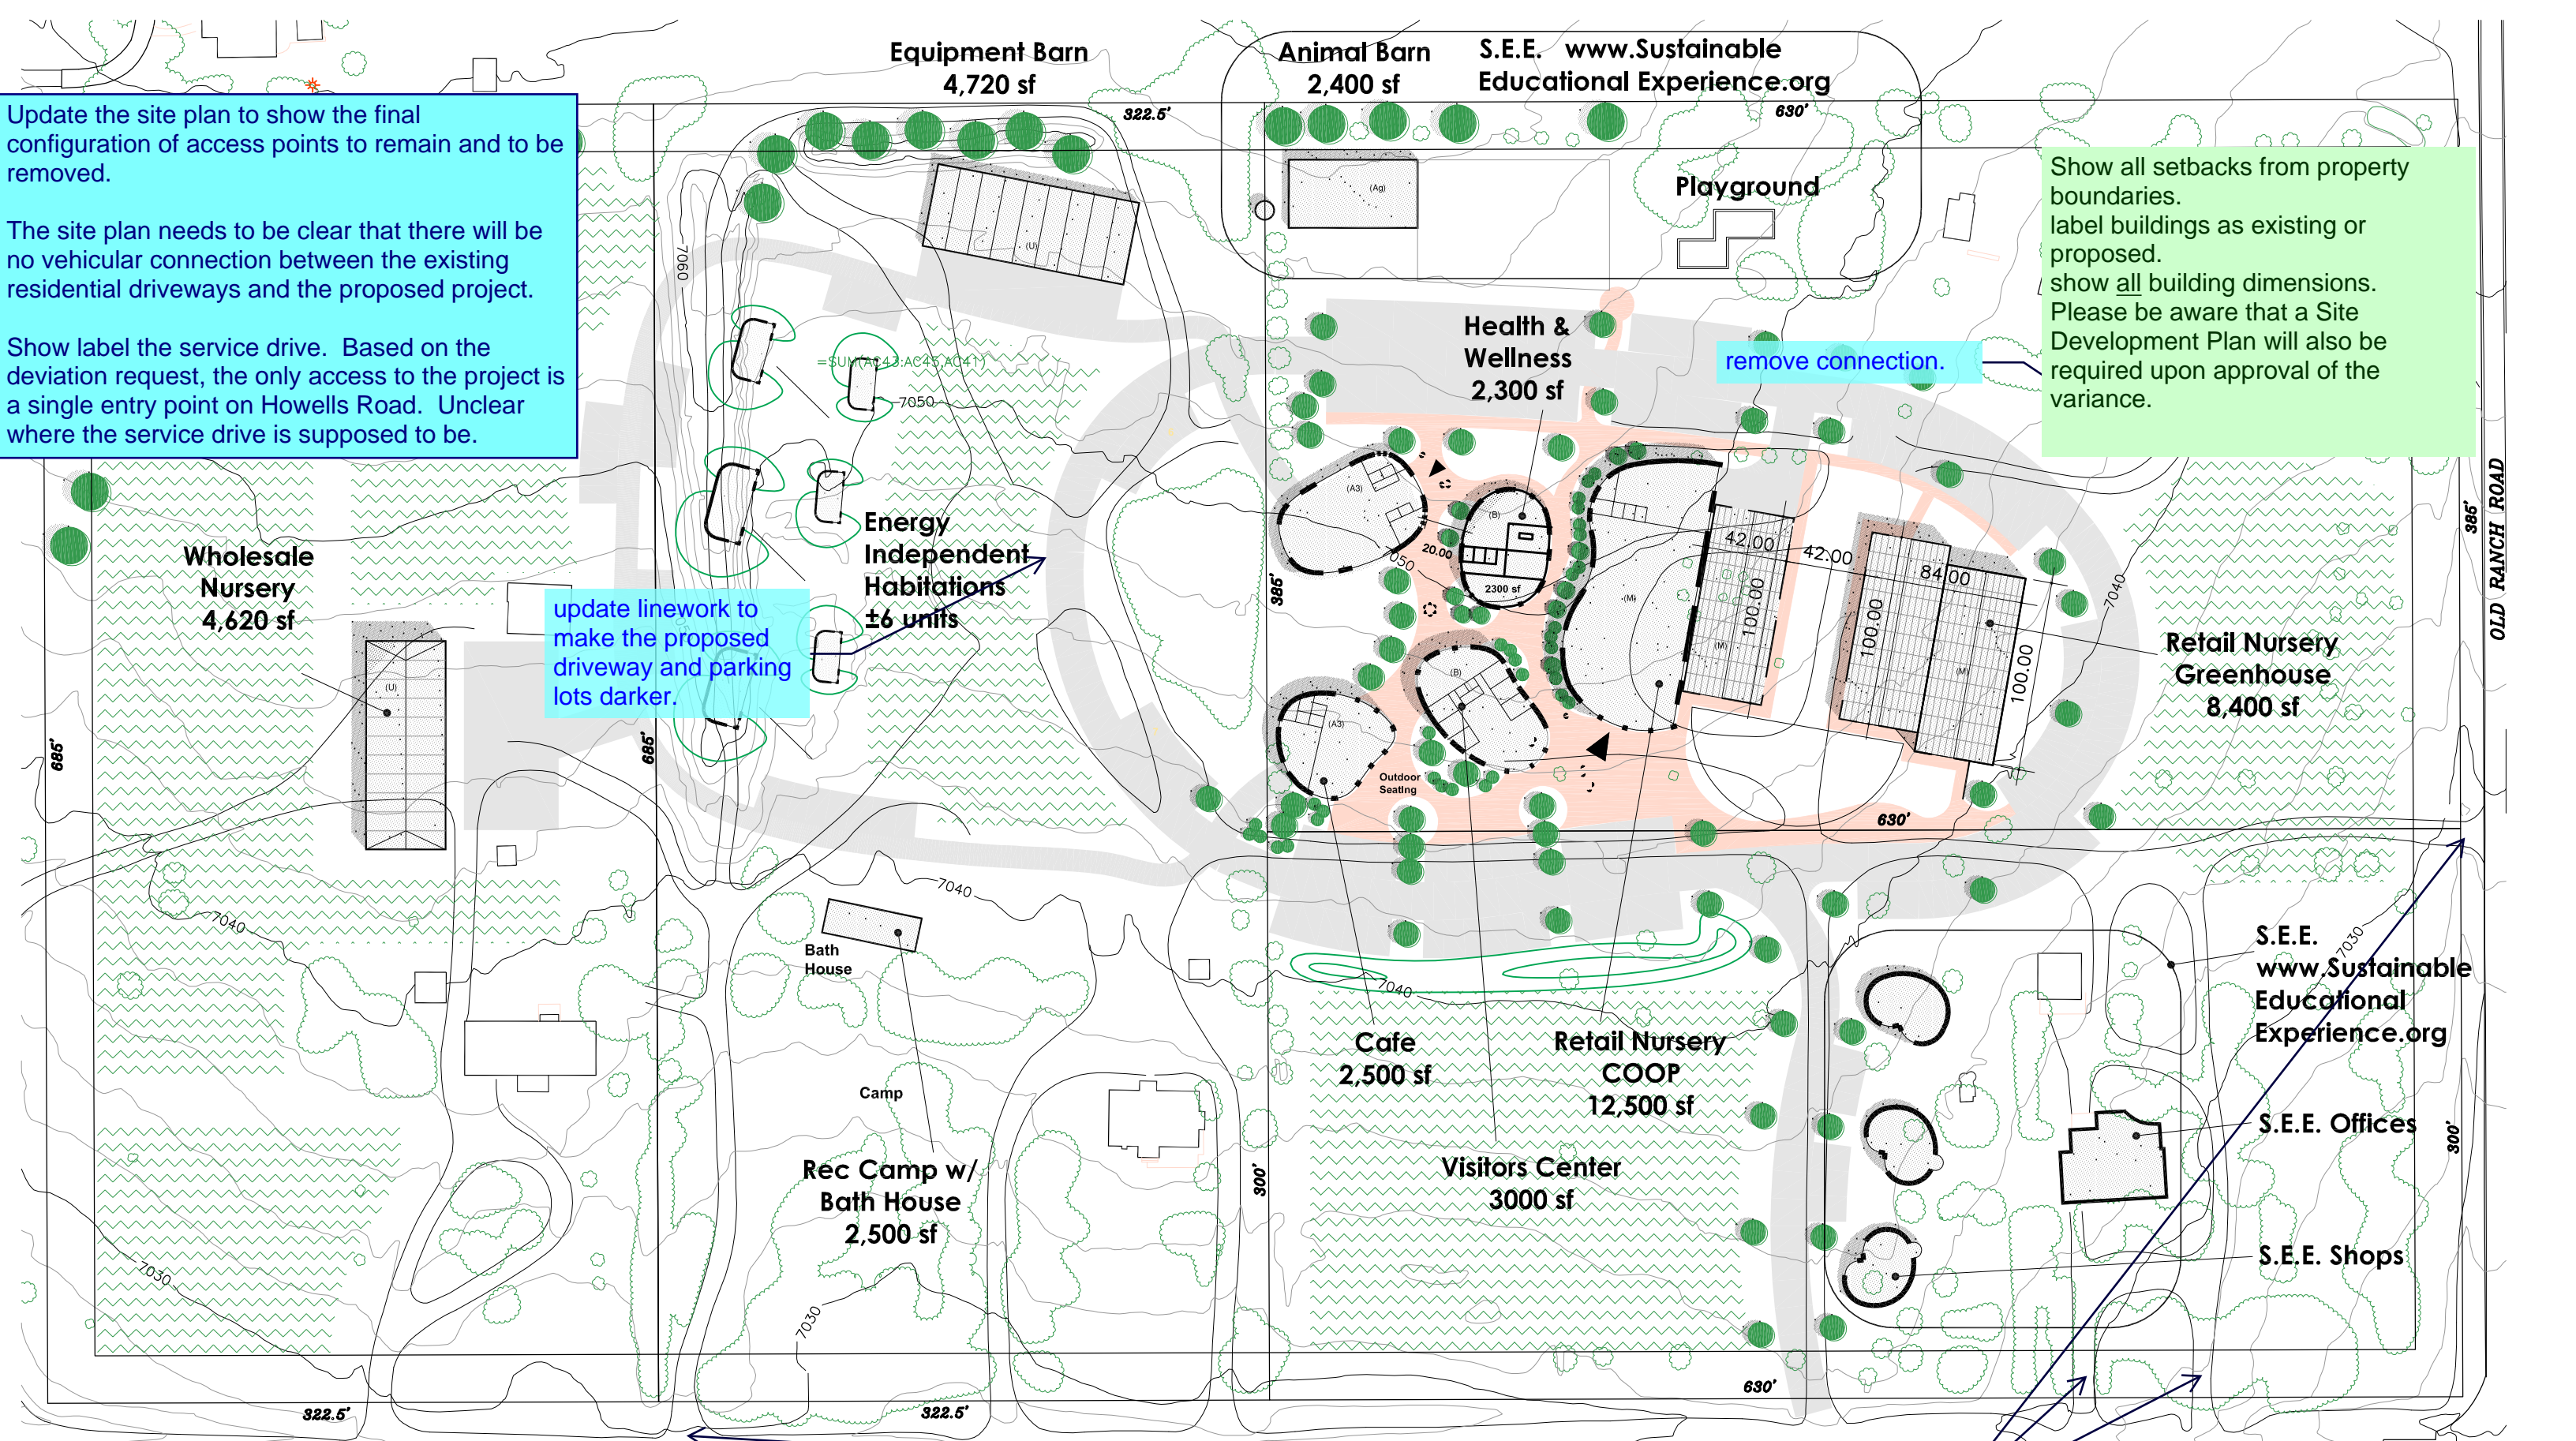 Equipment Barn
4,720 sf
Animal Barn
2,400 sf
S.E.E.   www.Sustainable
Educational Experience.org
322.5'
630'
Update the site plan to show the final
configuration of access points to remain and to be
removed.
The site plan needs to be clear that there will be
no vehicular connection between the existing
residential driveways and the proposed project.
Show label the service drive.  Based on the
deviation request, the only access to the project is
a single entry point on Howells Road.  Unclear
where the service drive is supposed to be.
Show all setbacks from property
boundaries.
label buildings as existing or
proposed.
show all building dimensions.
Please be aware that a Site
Development Plan will also be
required upon approval of the
variance.
(Ag)
Playground
(U)
7060
Health &
Wellness
2,300 sf
remove connection.
=SUM(AC43:AC45,AC41)
7050
OLD RANCH ROAD
385'
(A3)
(B)
20.00
7050
2300 sf
(M)
42.00
42.00
84.00
100.00
100.00
100.00
(M)
(M)
7040
Energy
Independent
Habitations
±6 units
Wholesale
Nursery
4,620 sf
385'
update linework to
make the proposed
driveway and parking
lots darker.
Retail Nursery
Greenhouse
8,400 sf
(U)
(B)
(A3)
685'
685'
Outdoor
Seating
630'
7040
7040
Bath
House
7040
S.E.E.
www.Sustainable
Educational
Experience.org
7030
Cafe
2,500 sf
Retail Nursery
COOP
12,500 sf
Camp
S.E.E. Offices
300'
300'
Rec Camp w/
Bath House
2,500 sf
Visitors Center
3000 sf
S.E.E. Shops
7030
7030
322.5'
322.5'
630'